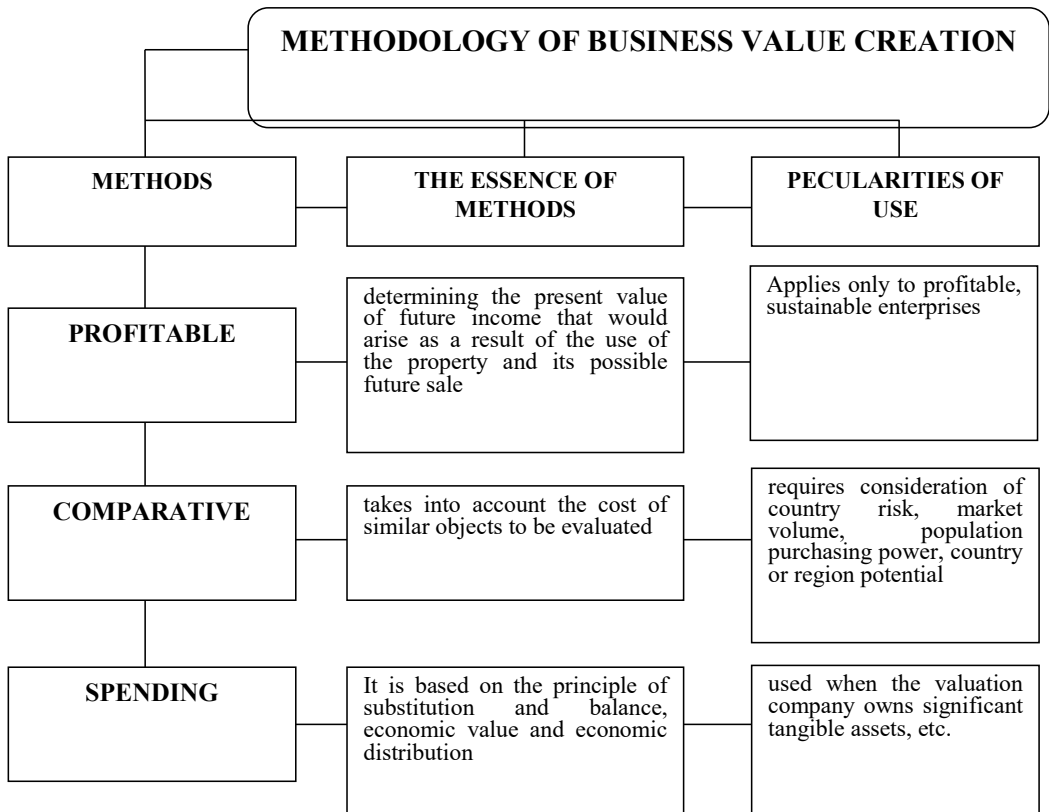 METHODOLOGY OF BUSINESS VALUE CREATION
METHODS
THE ESSENCE OF
METHODS
PECULARITIES OF
USE
PROFITABLE
determining the present value
of future income that would
arise as a result of the use of
the property and its possible
future sale
Applies only to profitable,
sustainable enterprises
COMPARATIVE
takes into account the cost of
similar objects to be evaluated
requires consideration of
country risk, market
volume, population
purchasing power, country
or region potential
SPENDING
It is based on the principle of
substitution and balance,
economic value and economic
distribution
used when the valuation
company owns significant
tangible assets, etc.